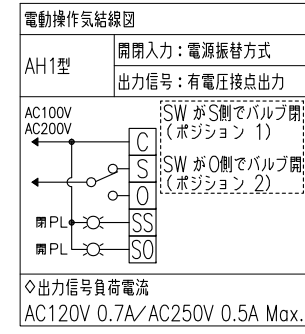 電動操作気結線図
AH1型
開閉入力：電源振替方式
出力信号：有電圧接点出力
AC100V
AC200V
SW がS側でバルブ閉
(ポジション 1)
SW がO側でバルブ開
(ポジション 2)
C
S
O
閉PL
SS
開PL
SO
◇出力信号負荷電流
AC120V 0.7A/AC250V 0.5A Max.